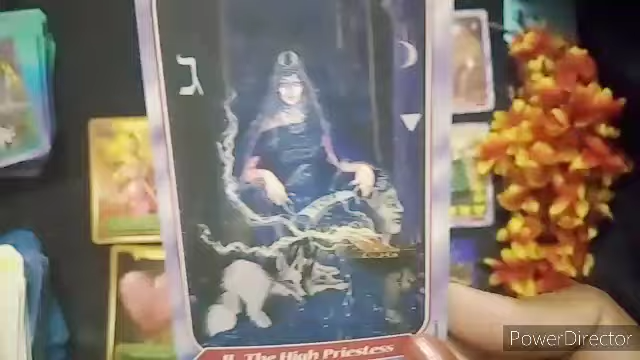 ג
II. The High Priestess
PowerDirector